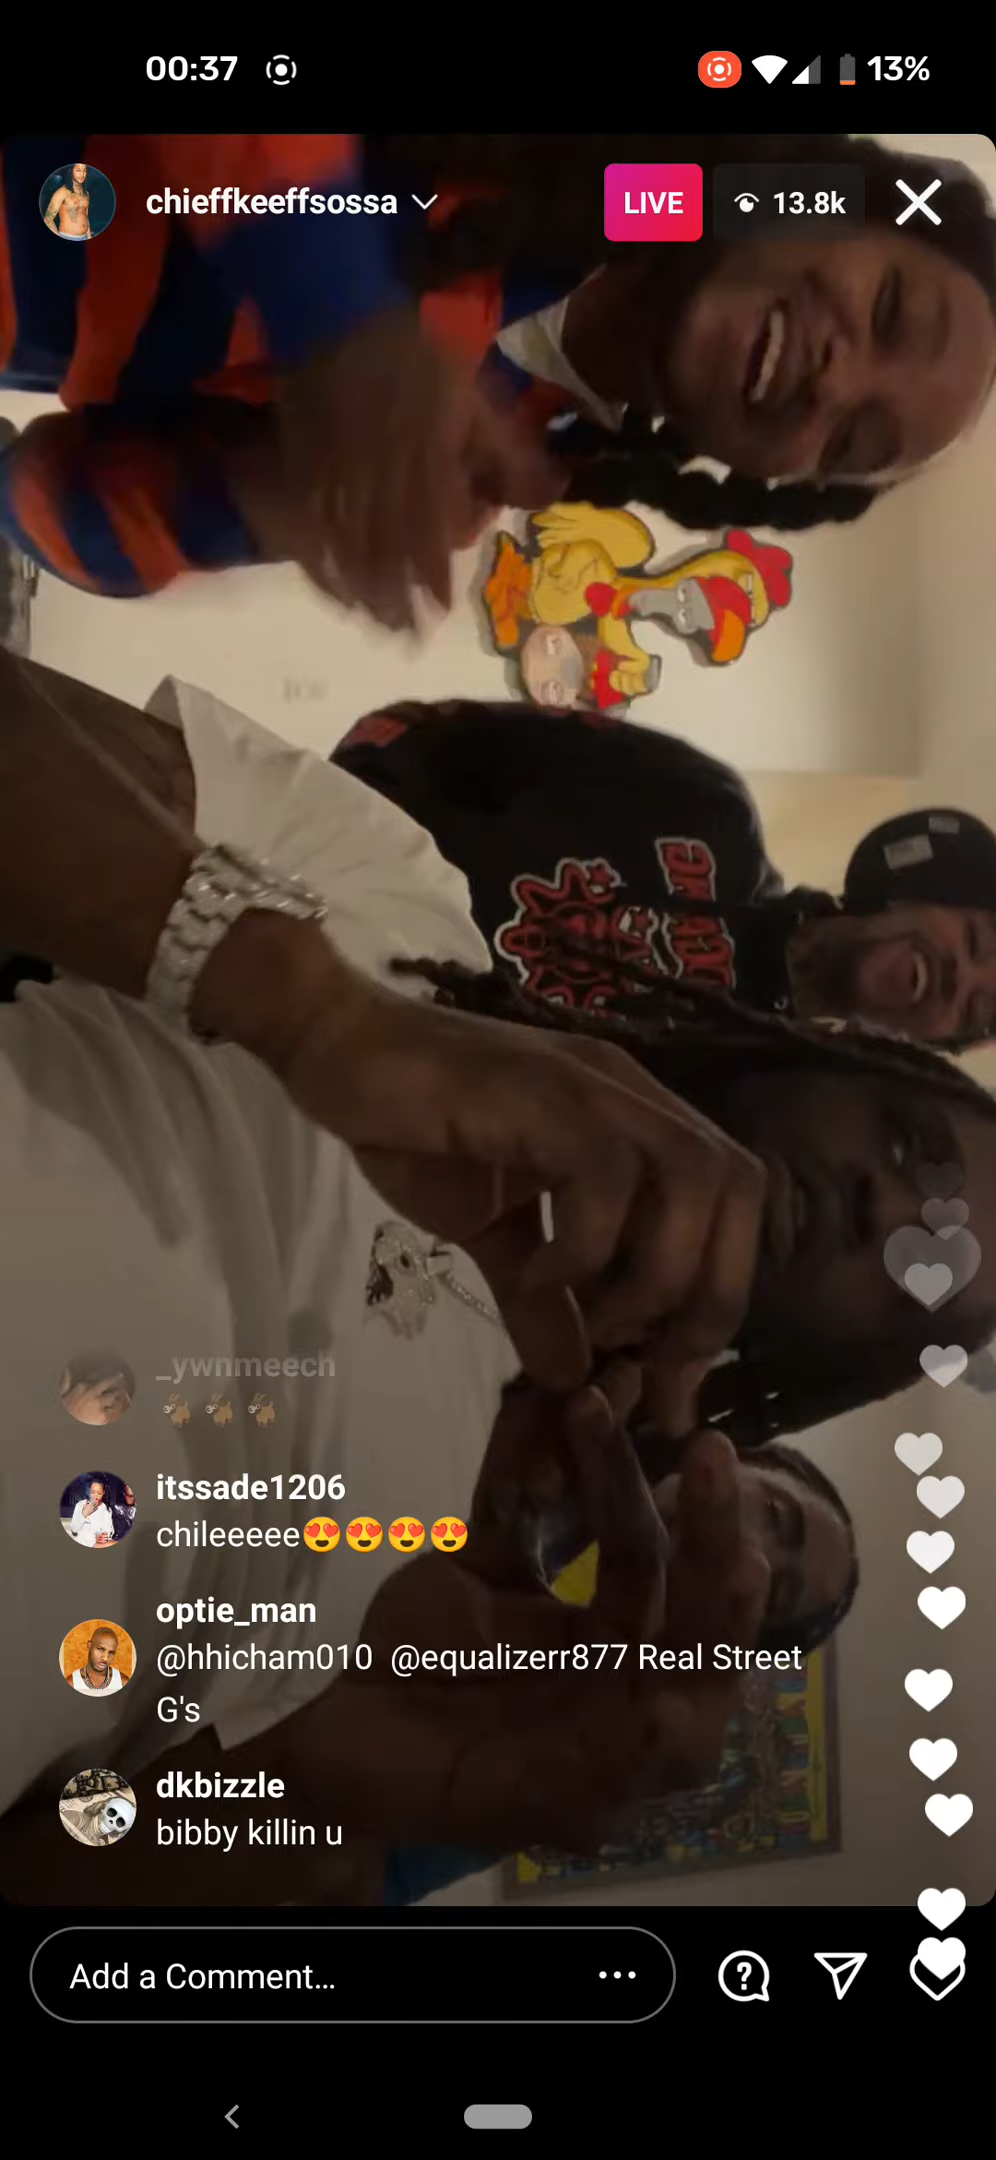 00:37
13%
chieffkeeffsossa
LIVE
13.8k
_ywnmeech
itssade1206
chileeeee😍😍😍😍
optie_man
@hhicham010 @equalizerr877 Real Street
G's
dkbizzle
bibby killin u
Add a Comment...